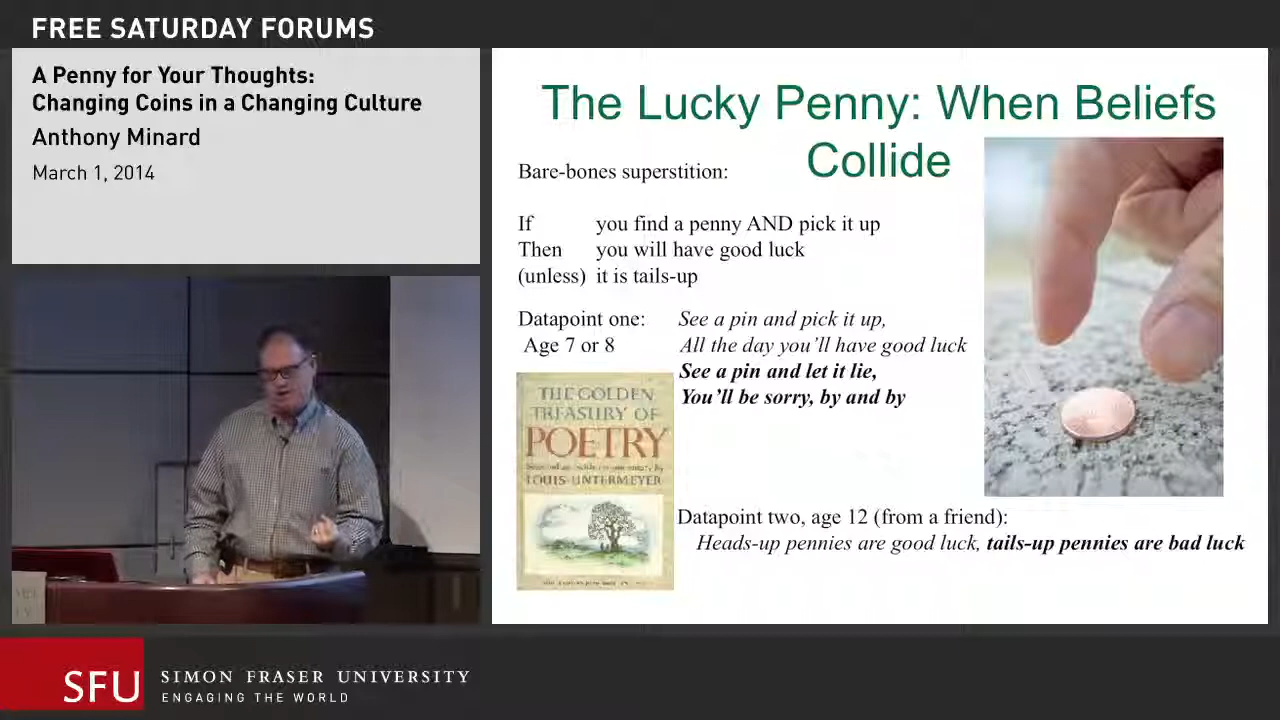 FREE SATURDAY FORUMS
A Penny for Your Thoughts:
Changing Coins in a Changing Culture
Anthony Minard
March 1, 2014
The Lucky Penny: When Beliefs
Collide
Bare-bones superstition:
If you find a penny AND pick it up
Then you will have good luck
(unless) it is tails-up
Datapoint one: See a pin and pick it up,
Age 7 or 8 All the day you'll have good luck
See a pin and let it lie,
You'll be sorry, by and by
THE GOLDEN
TREASURY OF
POETRY
LOUIS UNTERMEYER
Datapoint two, age 12 (from a friend):
Heads-up pennies are good luck, tails-up pennies are bad luck
SFU SIMON FRASER UNIVERSITY
ENGAGING THE WORLD